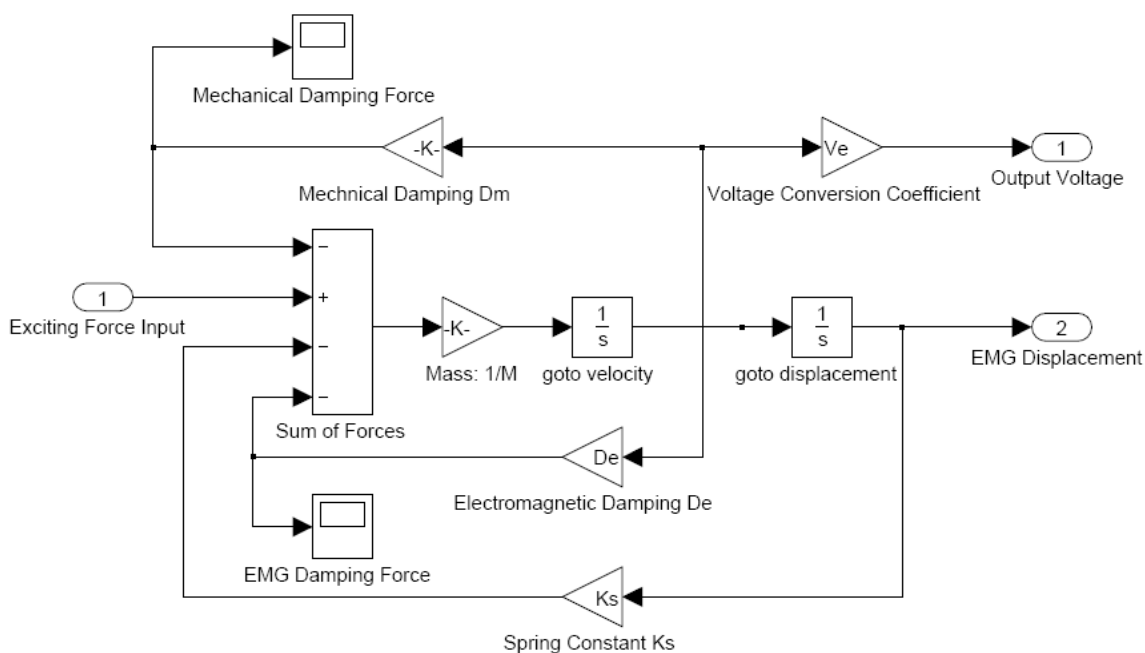 Mechanical Damping Force
-K-
Mechnical Damping Dm
Ve
Voltage Conversion Coefficient
1
Output Voltage
1
Exciting Force Input
−
+
−
−
Sum of Forces
-K-
Mass: 1/M
1
s
goto velocity
1
s
goto displacement
2
EMG Displacement
De
Electromagnetic Damping De
EMG Damping Force
Ks
Spring Constant Ks